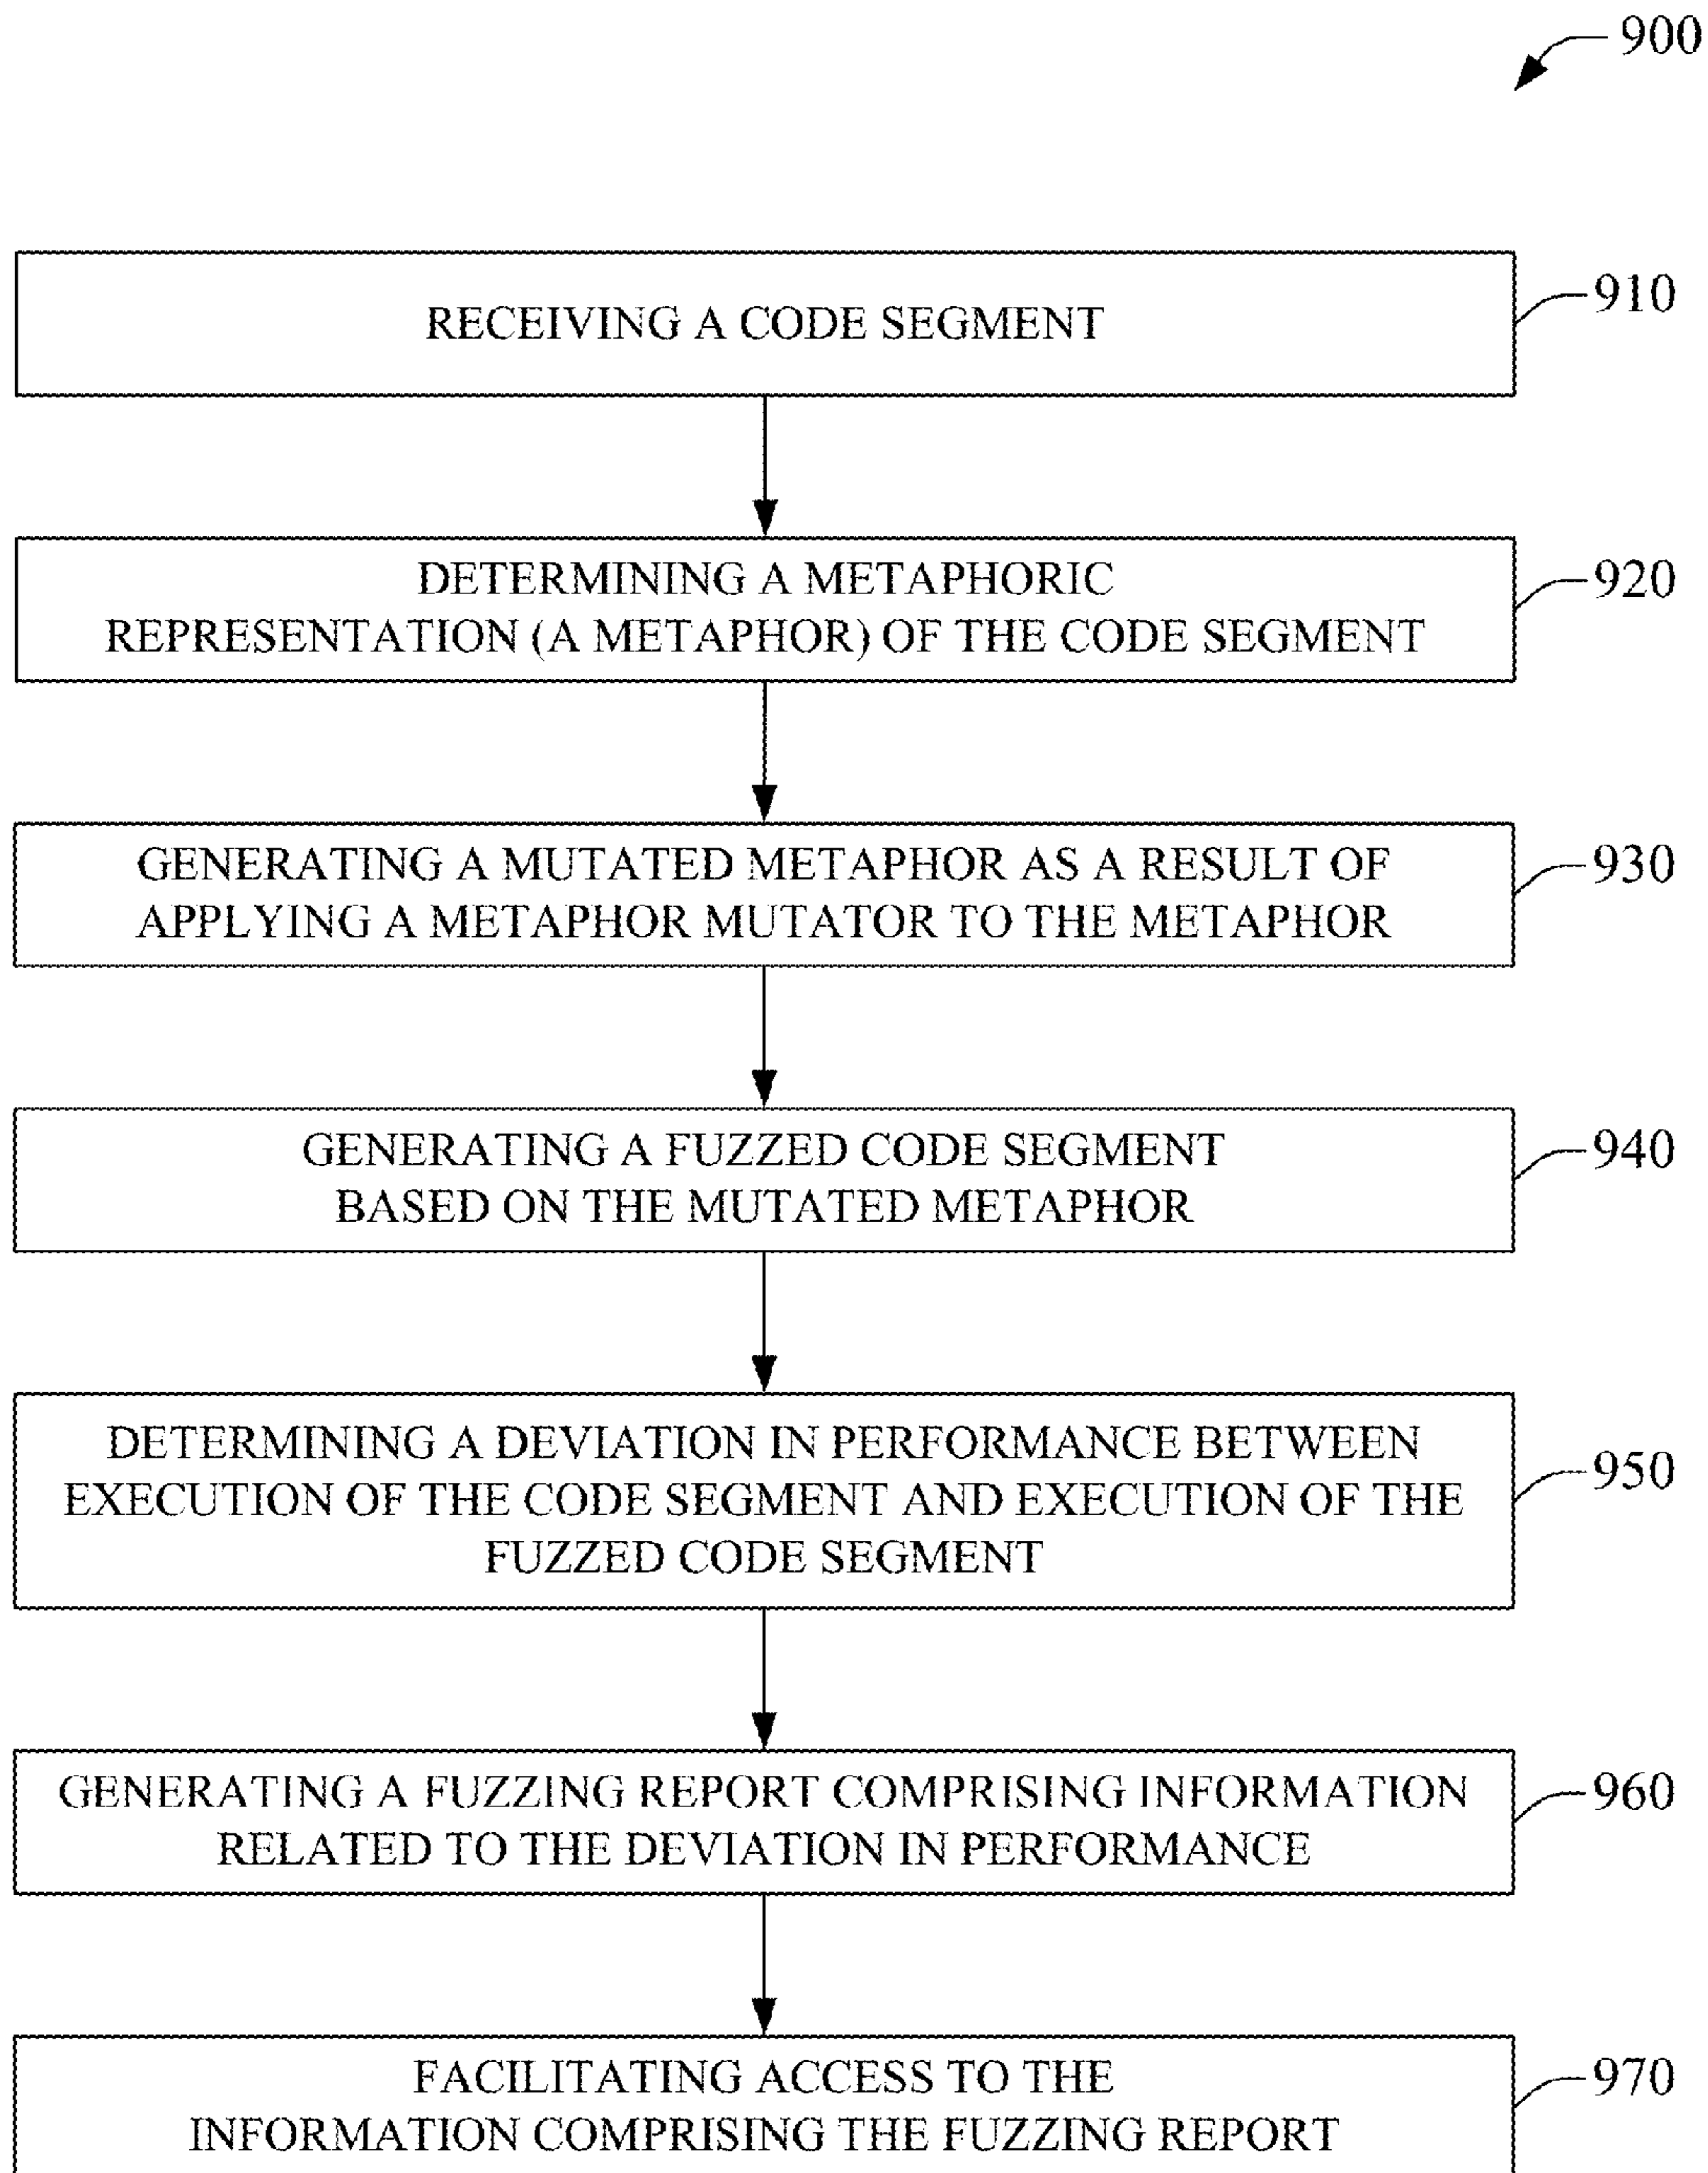 900
RECEIVING A CODE SEGMENT
910
DETERMINING A METAPHORIC
REPRESENTATION (A METAPHOR) OF THE CODE SEGMENT
920
GENERATING A MUTATED METAPHOR AS A RESULT OF
APPLYING A METAPHOR MUTATOR TO THE METAPHOR
930
GENERATING A FUZZED CODE SEGMENT
BASED ON THE MUTATED METAPHOR
940
DETERMINING A DEVIATION IN PERFORMANCE BETWEEN
EXECUTION OF THE CODE SEGMENT AND EXECUTION OF THE
FUZZED CODE SEGMENT
950
GENERATING A FUZZING REPORT COMPRISING INFORMATION
RELATED TO THE DEVIATION IN PERFORMANCE
960
FACILITATING ACCESS TO THE
INFORMATION COMPRISING THE FUZZING REPORT
970